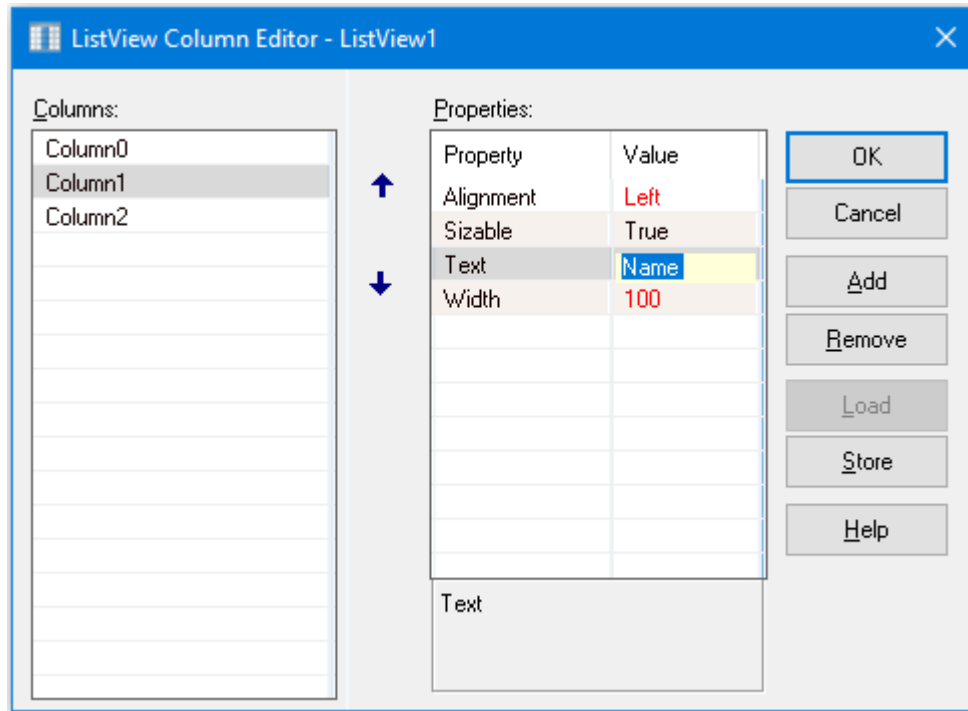 ListView Column Editor - ListView1
Columns:
Column0
Column1
Column2
Properties:
Property Value
Alignment Left
Sizable True
Text Name
Width 100
Text
OK
Cancel
Add
Remove
Load
Store
Help